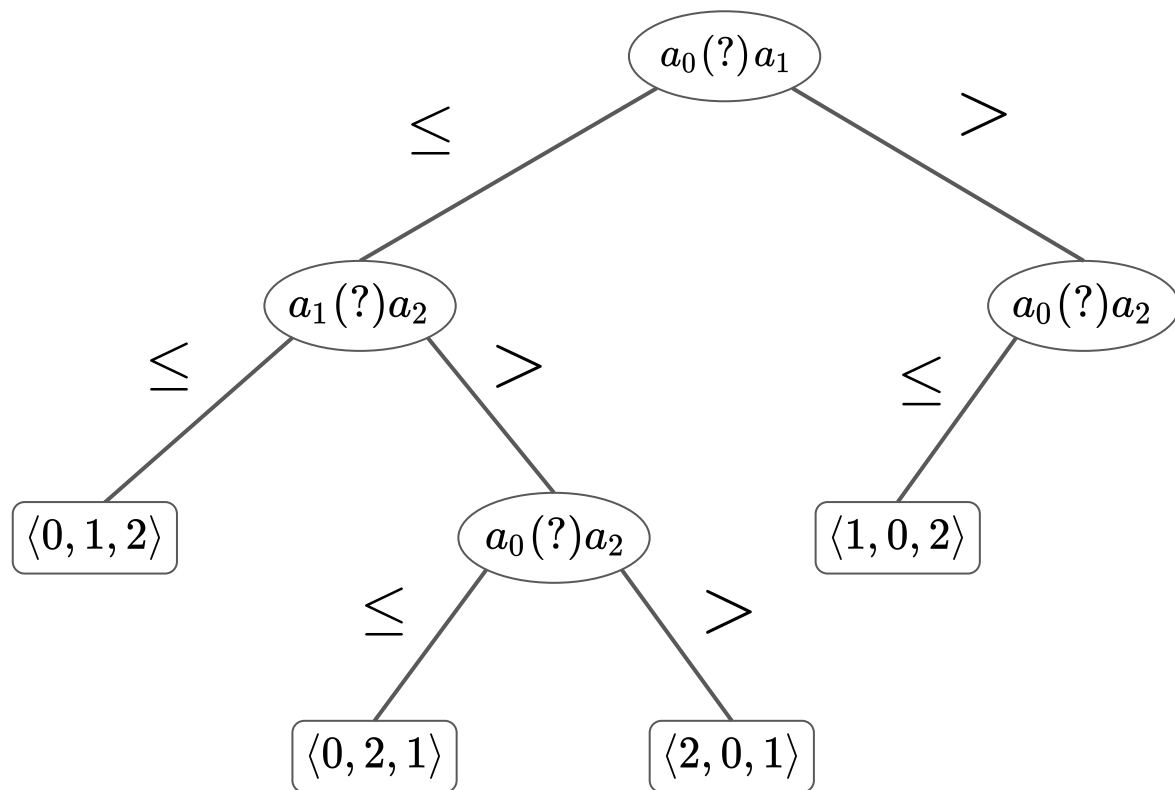 a₀(?)a₁
≤
>
a₁(?)a₂
a₀(?)a₂
≤
>
≤
⟨0, 1, 2⟩
a₀(?)a₂
⟨1, 0, 2⟩
≤
>
⟨0, 2, 1⟩
⟨2, 0, 1⟩